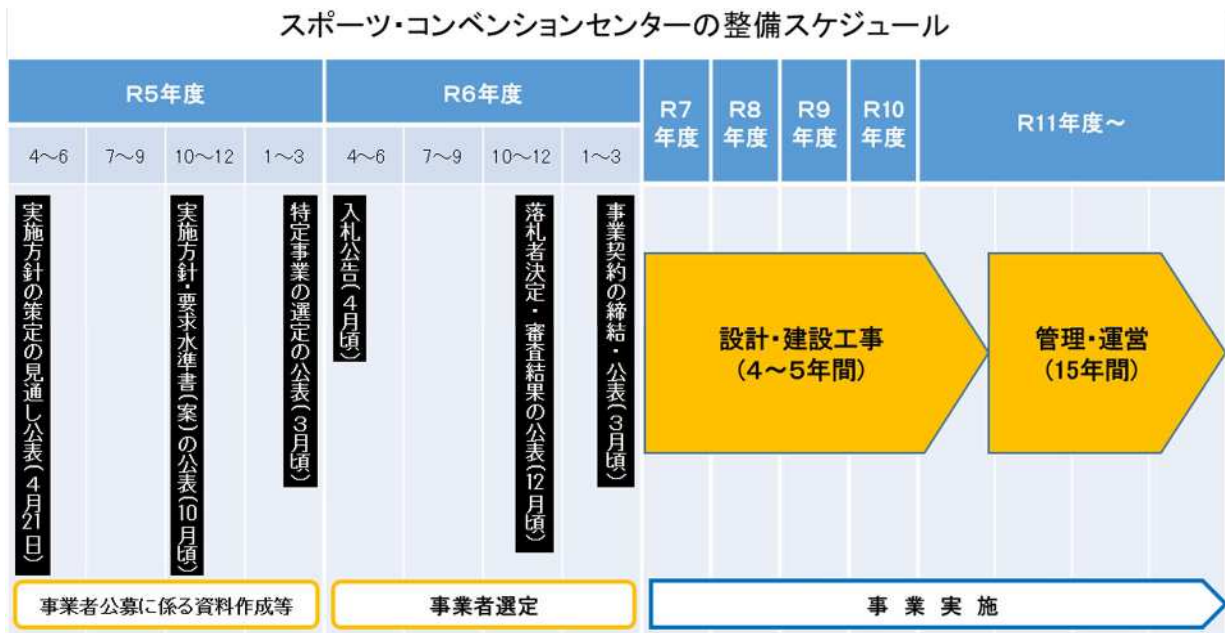 スポーツ・コンベンションセンターの整備スケジュール
R5年度
R6年度
R7
年度
R8
年度
R9
年度
R10
年度
R11年度～
4～6
7～9
10～12
1～3
4～6
7～9
10～12
1～3
実施方針の策定の見通し公表(4月21日)
実施方針・要求水準書(案)の公表(10月頃)
特定事業の選定の公表(3月頃)
入札公告(4月頃)
落札者決定・審査結果の公表(12月頃)
事業契約の締結・公表(3月頃)
設計・建設工事
(4～5年間)
管理・運営
(15年間)
事業者公募に係る資料作成等
事業者選定
事業実施